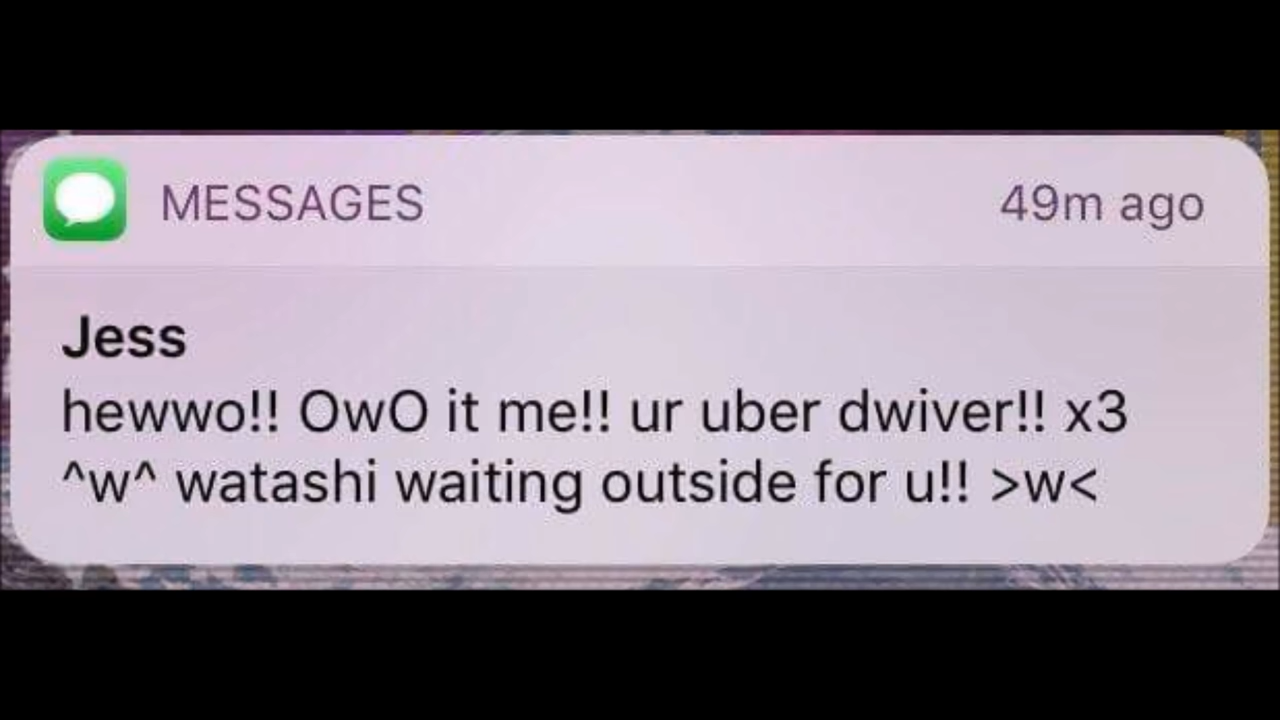 MESSAGES 49m ago
Jess
hewwo!! OwO it me!! ur uber dwiver!! x3
^w^ watashi waiting outside for u!! >w<